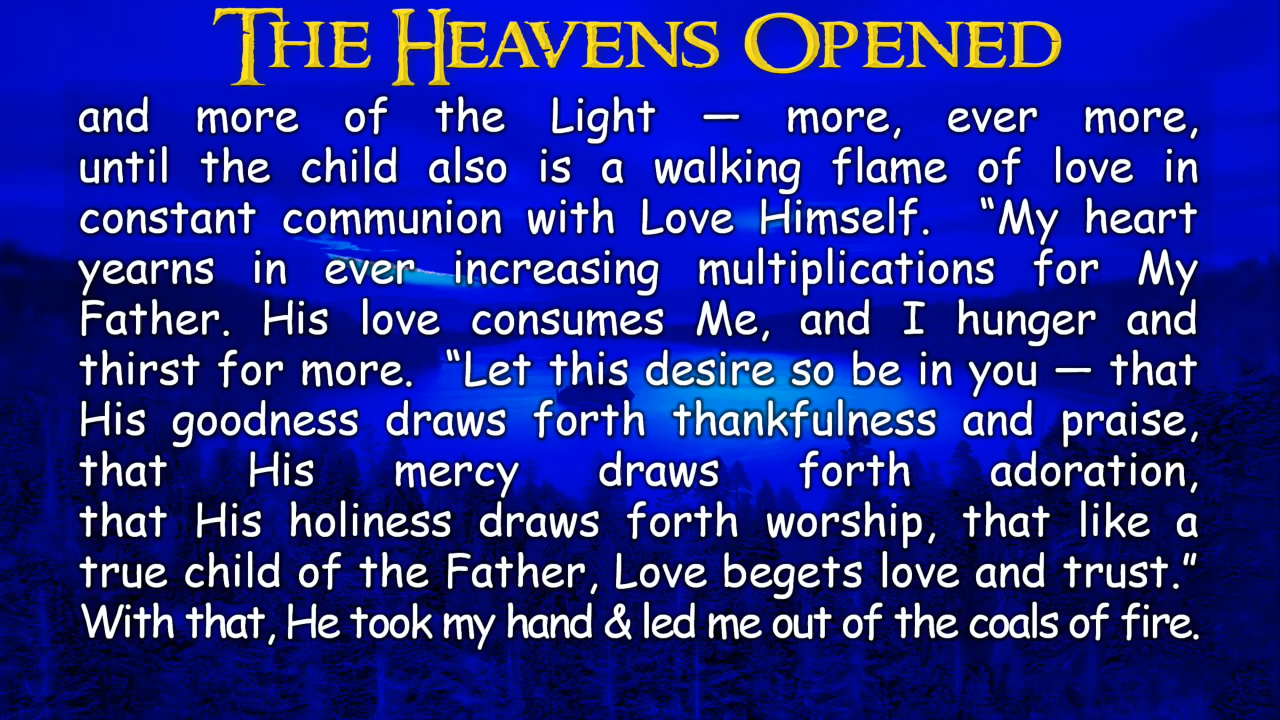 THE HEAVENS OPENED
and more of the Light — more, ever more,
until the child also is a walking flame of love in
constant communion with Love Himself. “My heart
yearns in ever increasing multiplications for My
Father. His love consumes Me, and I hunger and
thirst for more. “Let this desire so be in you — that
His goodness draws forth thankfulness and praise,
that His mercy draws forth adoration,
that His holiness draws forth worship, that like a
true child of the Father, Love begets love and trust.”
With that, He took my hand & led me out of the coals of fire.